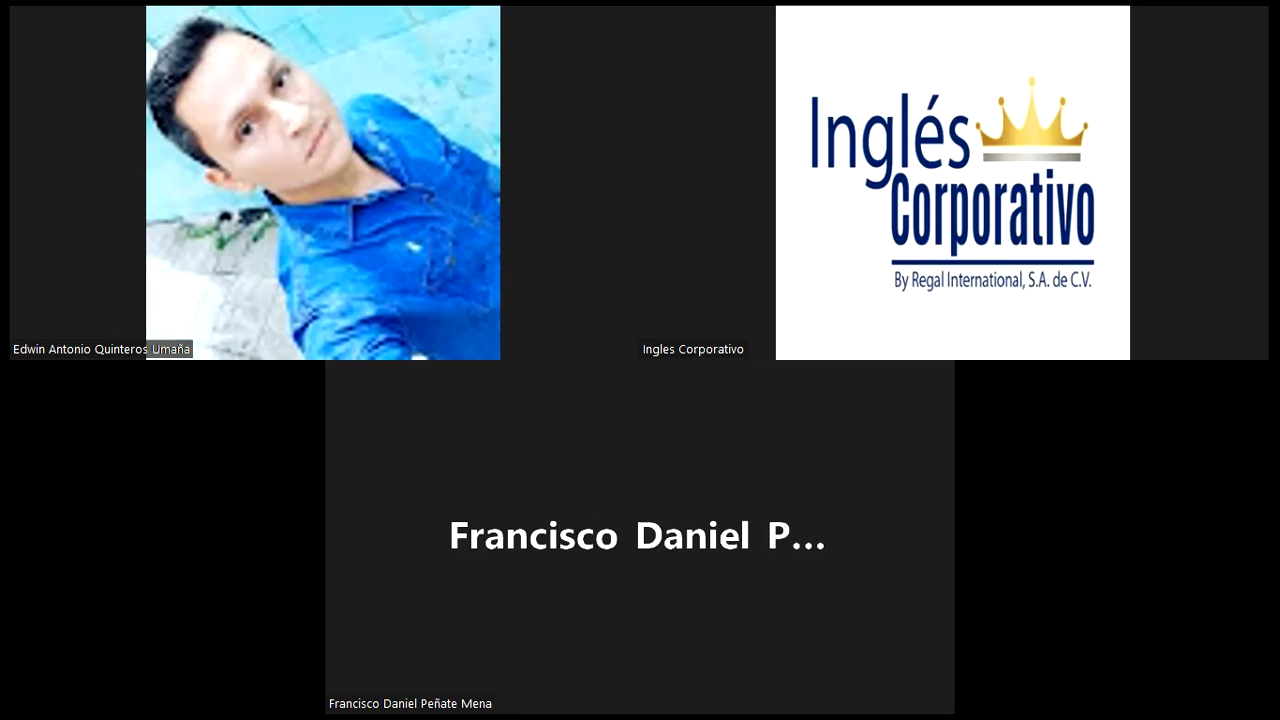 Inglés
Corporativo
By Regal International, S.A. de C.V.
Edwin Antonio Quinteros Umaña
Ingles Corporativo
Francisco Daniel P...
Francisco Daniel Peñate Mena